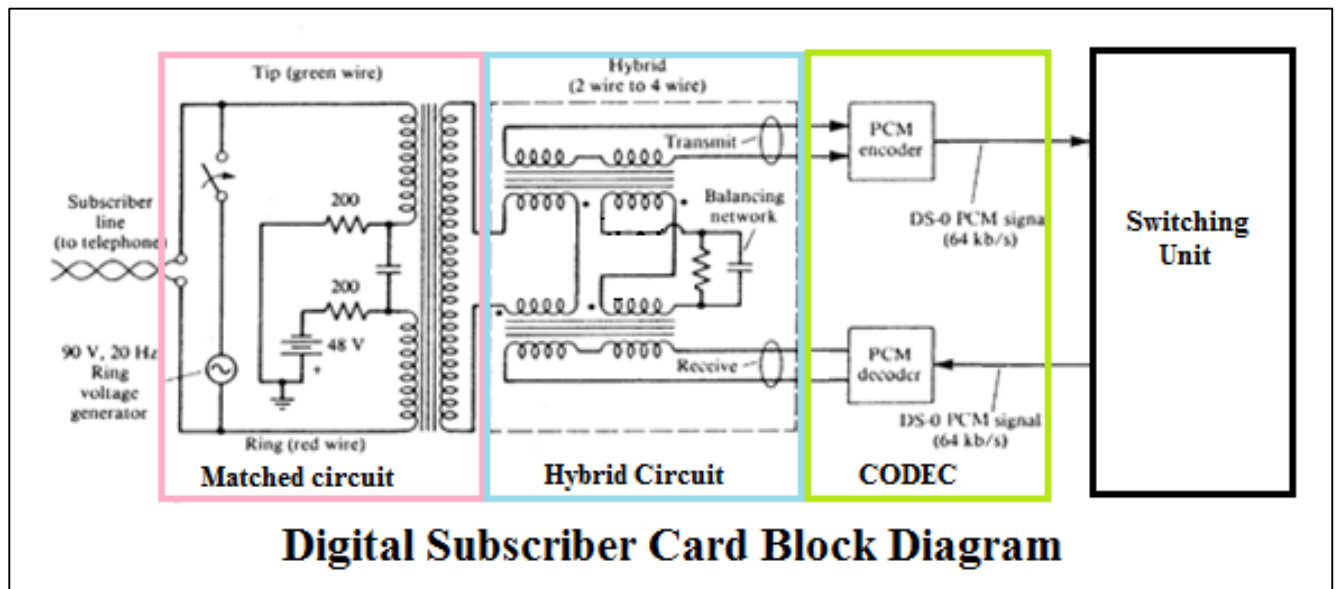 Tip (green wire)
Hybrid
(2 wire to 4 wire)
Transmit
PCM
encoder
Subscriber
line
(to telephone)
200
Balancing
network
DS-0 PCM signal
(64 kb/s)
Switching
Unit
200
48 V
+
90 V, 20 Hz
Ring
voltage
generator
Receive
PCM
decoder
DS-0 PCM signal
(64 kb/s)
Ring (red wire)
Matched circuit
Hybrid Circuit
CODEC
Digital Subscriber Card Block Diagram